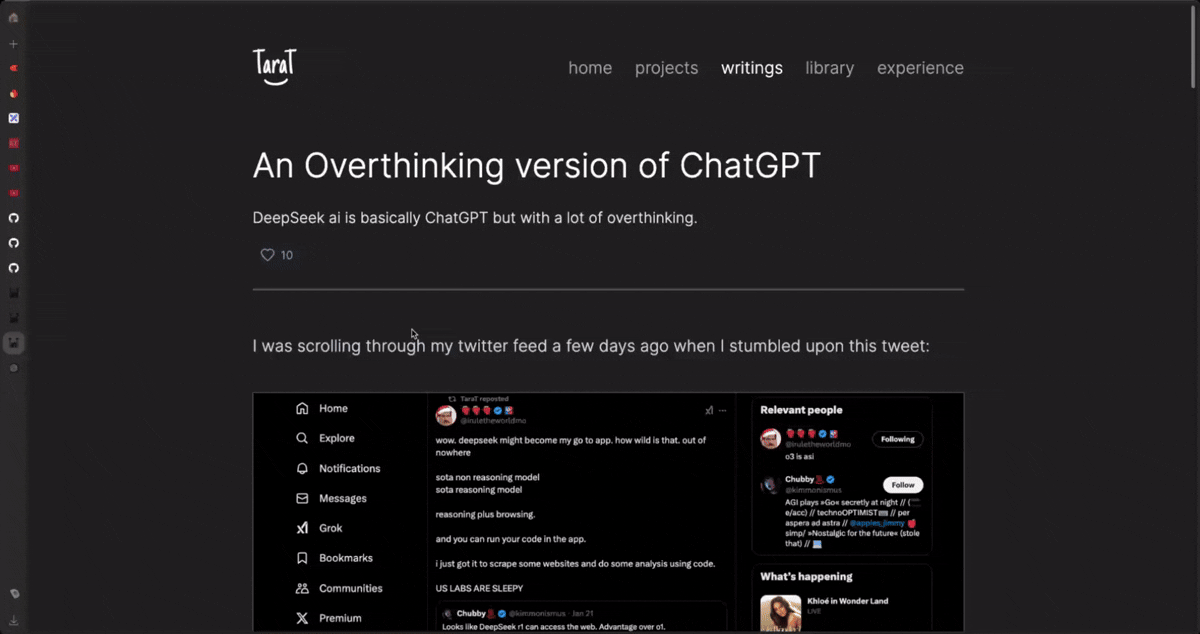 TaraT
home projects writings library experience
An Overthinking version of ChatGPT
DeepSeek ai is basically ChatGPT but with a lot of overthinking.
10
I was scrolling through my twitter feed a few days ago when I stumbled upon this tweet:
Home
Explore
Notifications
Messages
Grok
Bookmarks
Communities
Premium
TaraT reposted
@iruletheworldmo
wow. deepseek might become my go to app. how wild is that. out of
nowhere
sota non reasoning model
sota reasoning model
reasoning plus browsing.
and you can run your code in the app.
i just got it to scrape some websites and do some analysis using code.
US LABS ARE SLEEPY
Chubby @kimmonismus · Jan 21
Looks like DeepSeek r1 can access the web. Advantage over o1.
Relevant people
@iruletheworldmo
Following
o3 is asi
Chubby
@kimmonismus
Follow
AGI plays »Go« secretly at night // (
e/acc) // technoOPTIMIST // per
aspera ad astra // @apples_jimmy
simp/ »Nostalgic for the future« (stole
that) //
What's happening
Khloé in Wonder Land
LIVE